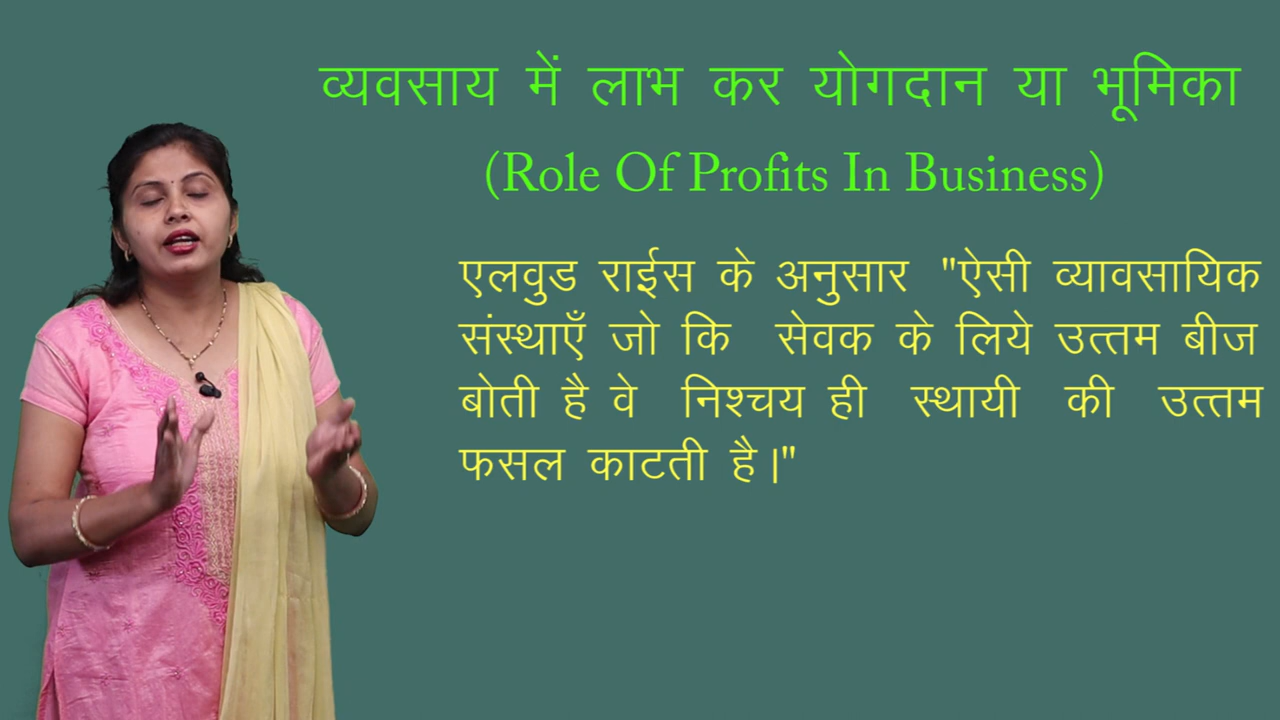 व्यवसाय में लाभ कर योगदान या भूमिका
(Role Of Profits In Business)
एलवुड राईस के अनुसार "ऐसी व्यावसायिक
संस्थाएँ जो कि सेवक के लिये उत्तम बीज
बोती है वे निश्चय ही स्थायी की उत्तम
फसल काटती है।"